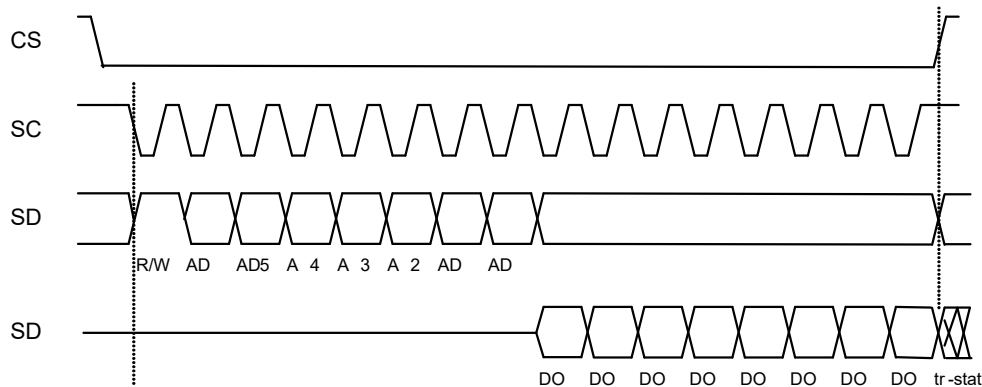 CS
SC
SD
R/W AD AD5 A 4 A 3 A 2 AD AD
SD
DO DO DO DO DO DO DO DO tr-stat